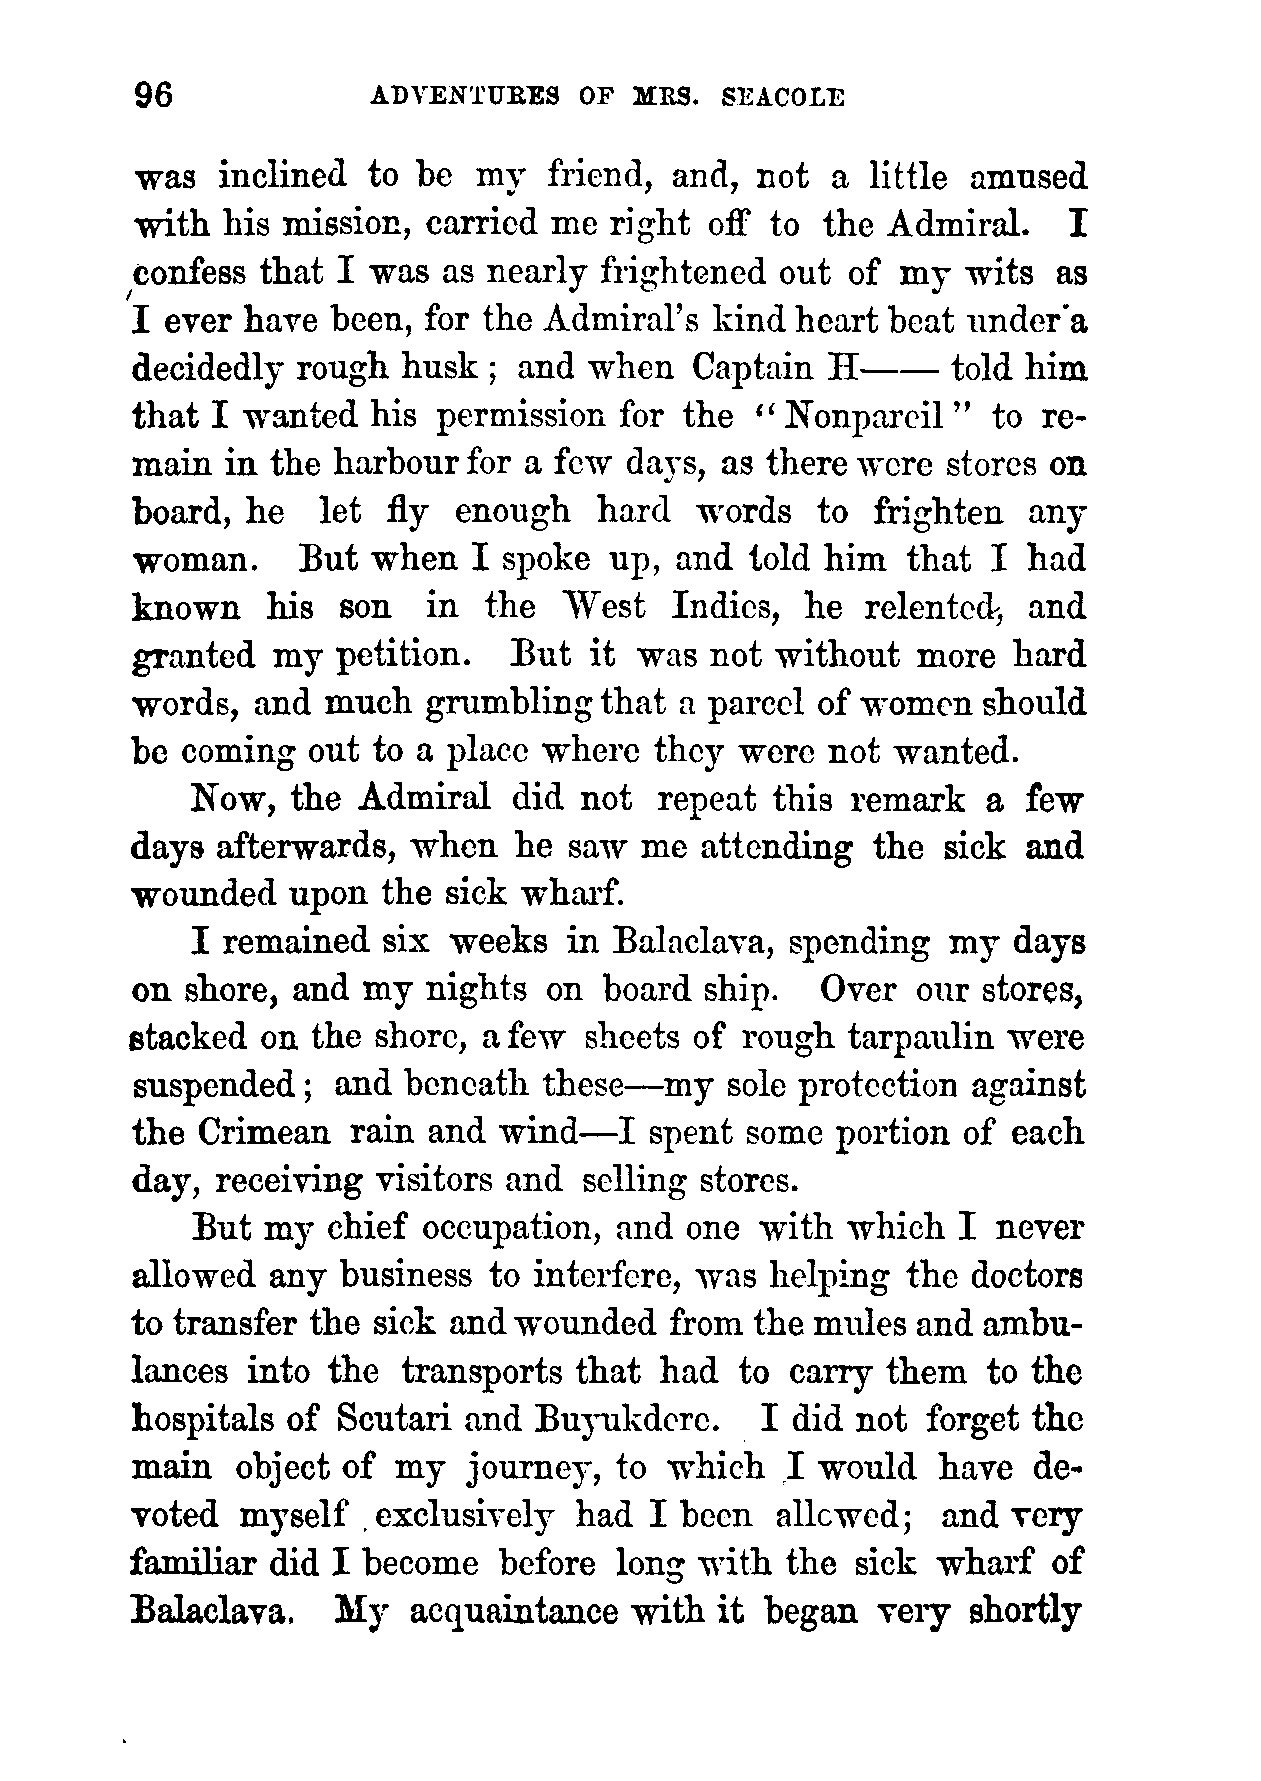 96 ADVENTURES OF MRS. SEACOLE
was inclined to be my friend, and, not a little amused
with his mission, carried me right off to the Admiral. I
confess that I was as nearly frightened out of my wits as
I ever have been, for the Admiral's kind heart beat under a
decidedly rough husk; and when Captain H—— told him
that I wanted his permission for the "Nonpareil" to re-
main in the harbour for a few days, as there were stores on
board, he let fly enough hard words to frighten any
woman. But when I spoke up, and told him that I had
known his son in the West Indies, he relented, and
granted my petition. But it was not without more hard
words, and much grumbling that a parcel of women should
be coming out to a place where they were not wanted.
Now, the Admiral did not repeat this remark a few
days afterwards, when he saw me attending the sick and
wounded upon the sick wharf.
I remained six weeks in Balaclava, spending my days
on shore, and my nights on board ship. Over our stores,
stacked on the shore, a few sheets of rough tarpaulin were
suspended; and beneath these—my sole protection against
the Crimean rain and wind—I spent some portion of each
day, receiving visitors and selling stores.
But my chief occupation, and one with which I never
allowed any business to interfere, was helping the doctors
to transfer the sick and wounded from the mules and ambu-
lances into the transports that had to carry them to the
hospitals of Scutari and Buyukdere. I did not forget the
main object of my journey, to which I would have de-
voted myself exclusively had I been allowed; and very
familiar did I become before long with the sick wharf of
Balaclava. My acquaintance with it began very shortly